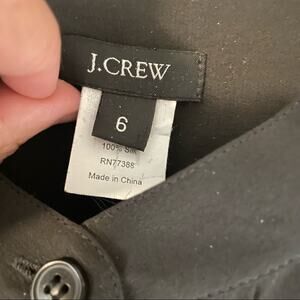 J.CREW
6
100% Silk
RN77388
Made in China